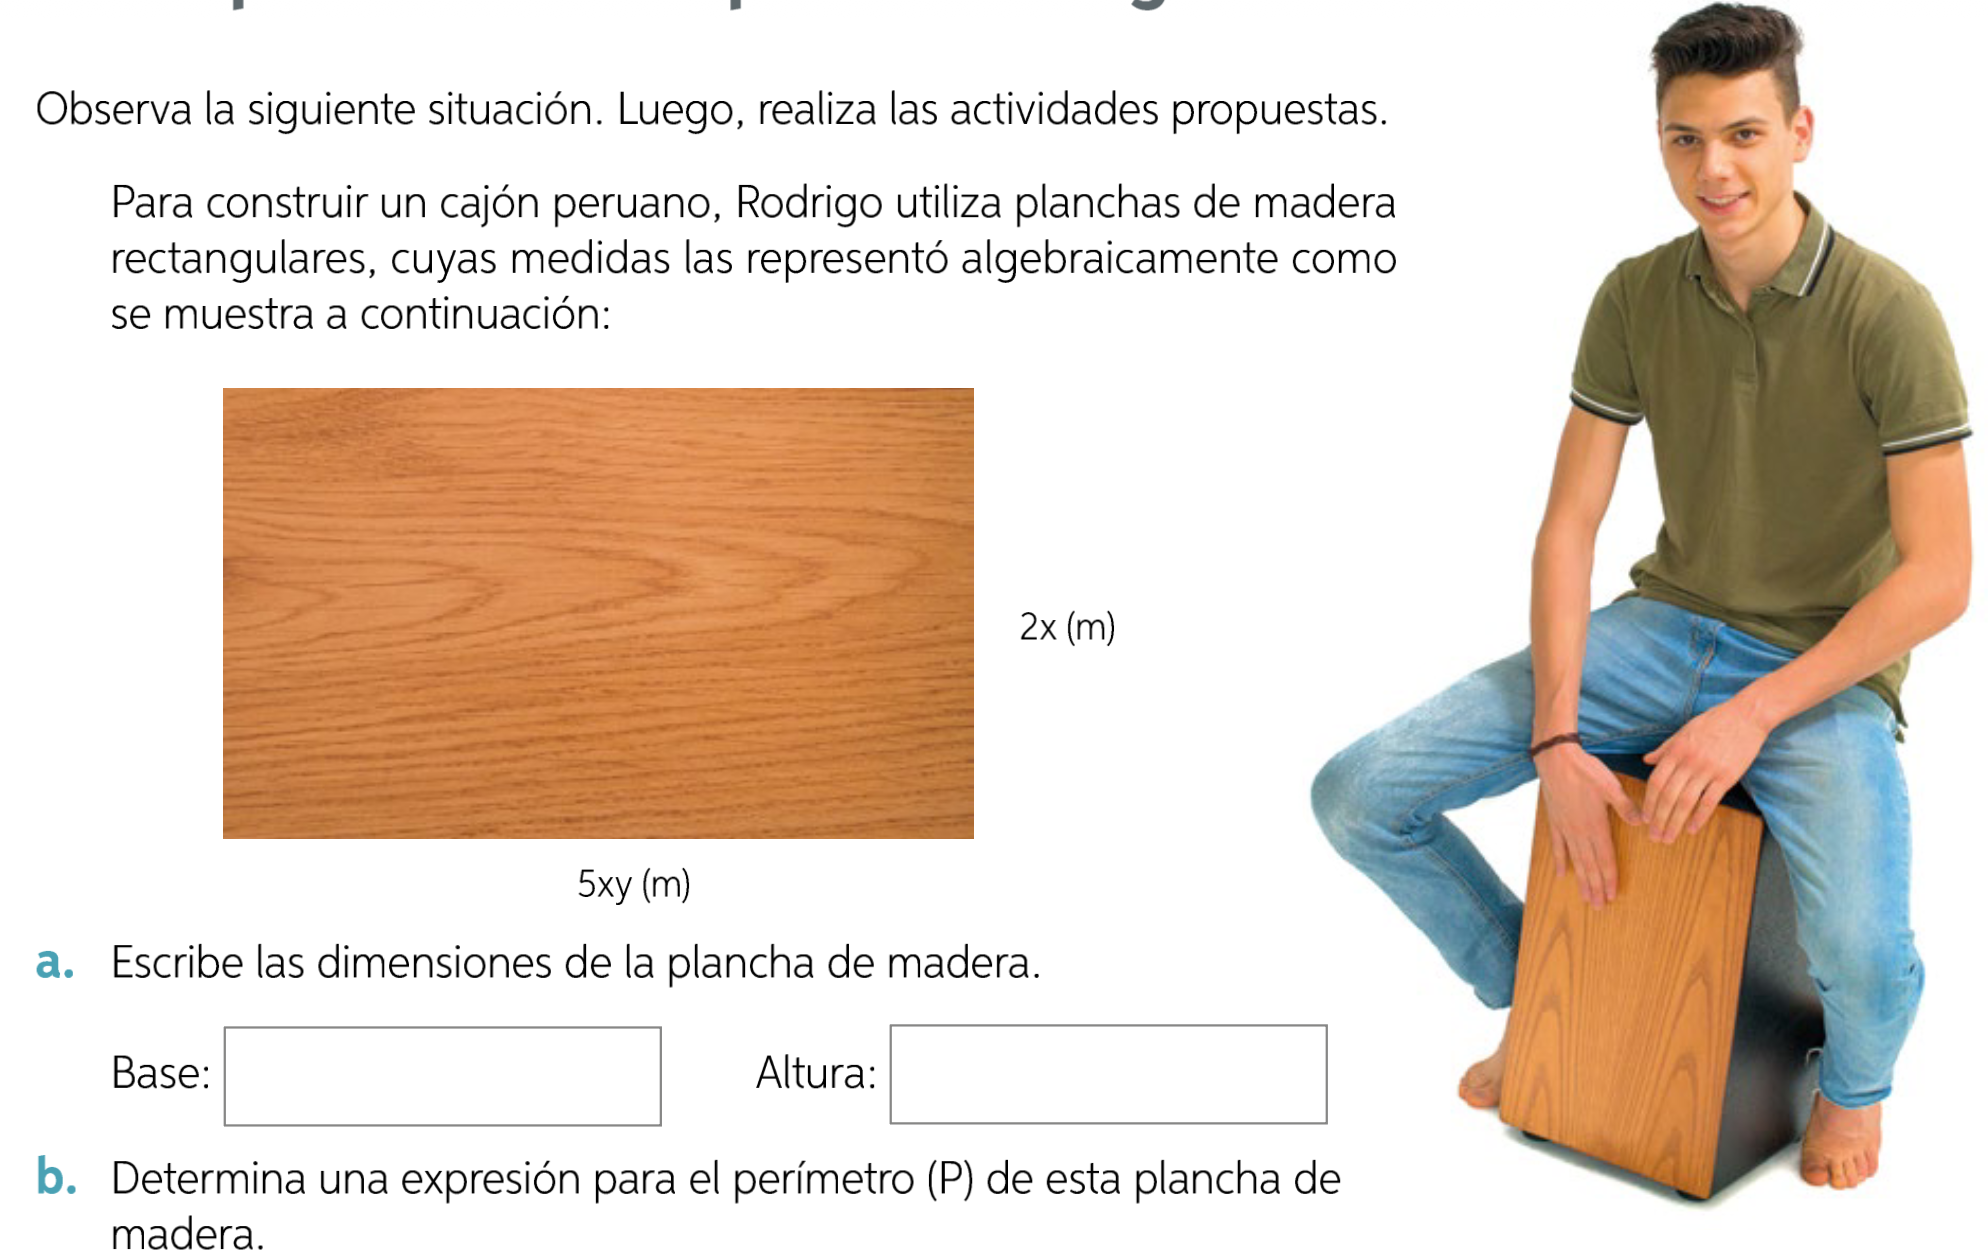 Observa la siguiente situación. Luego, realiza las actividades propuestas.
Para construir un cajón peruano, Rodrigo utiliza planchas de madera
rectangulares, cuyas medidas las representó algebraicamente como
se muestra a continuación:
2x (m)
5xy (m)
a. Escribe las dimensiones de la plancha de madera.
Base: Altura:
b. Determina una expresión para el perímetro (P) de esta plancha de
madera.